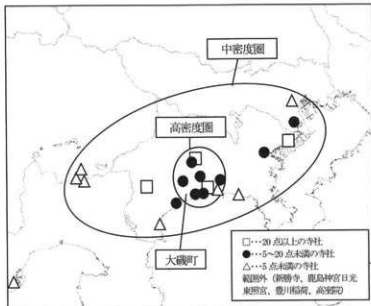 中密度圏
高密度圏
大磯町
□…20点以上の寺社
●…5~20点未満の寺社
△…5点未満の寺社
範囲外(新勝寺、鹿島神宮日光
東照宮、豊川稲荷、高室院)